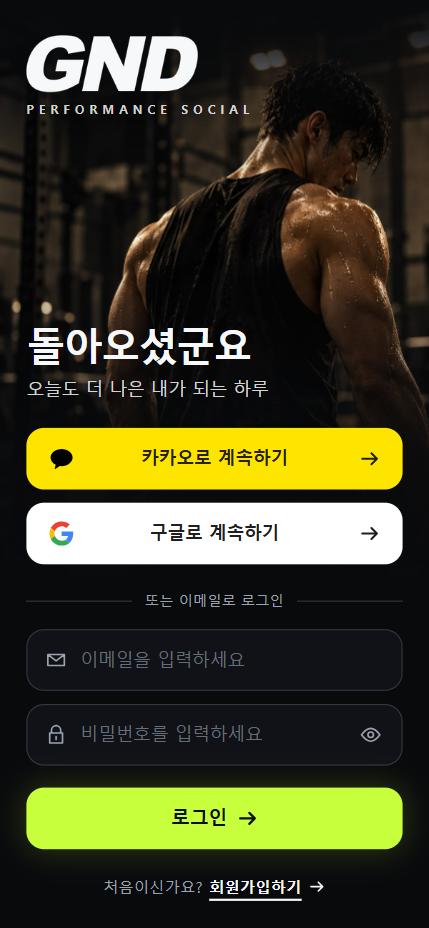 GND
PERFORMANCE SOCIAL
돌아오셨군요
오늘도 더 나은 내가 되는 하루
카카오로 계속하기
구글로 계속하기
또는 이메일로 로그인
이메일을 입력하세요
비밀번호를 입력하세요
로그인
처음이신가요? 회원가입하기